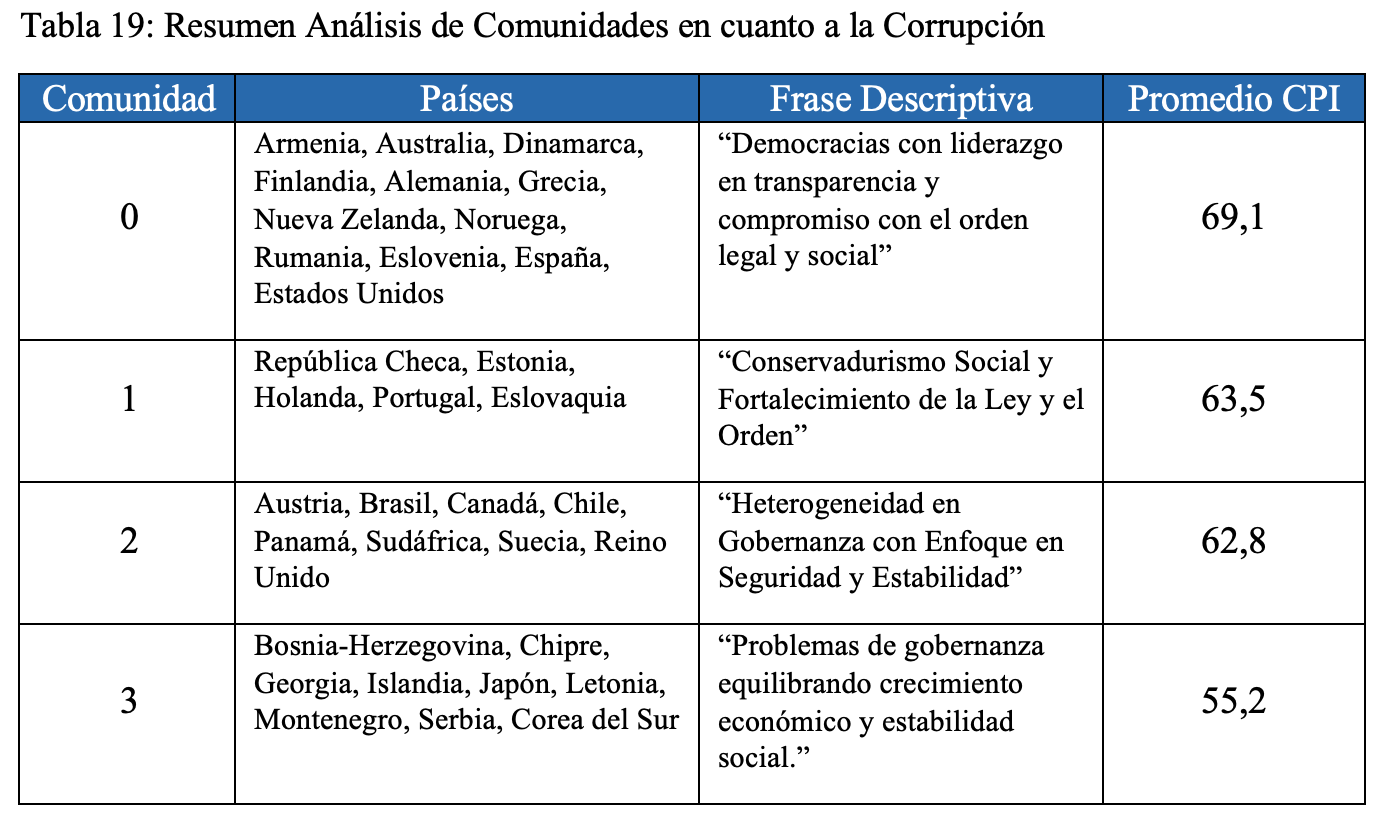 Tabla 19: Resumen Análisis de Comunidades en cuanto a la Corrupción
Comunidad Países Frase Descriptiva Promedio CPI
0
Armenia, Australia, Dinamarca,
Finlandia, Alemania, Grecia,
Nueva Zelanda, Noruega,
Rumania, Eslovenia, España,
Estados Unidos
“Democracias con liderazgo
en transparencia y
compromiso con el orden
legal y social”
69,1
1
República Checa, Estonia,
Holanda, Portugal, Eslovaquia
“Conservadurismo Social y
Fortalecimiento de la Ley y el
Orden”
63,5
2
Austria, Brasil, Canadá, Chile,
Panamá, Sudáfrica, Suecia, Reino
Unido
“Heterogeneidad en
Gobernanza con Enfoque en
Seguridad y Estabilidad”
62,8
3
Bosnia-Herzegovina, Chipre,
Georgia, Islandia, Japón, Letonia,
Montenegro, Serbia, Corea del Sur
“Problemas de gobernanza
equilibrando crecimiento
económico y estabilidad
social.”
55,2